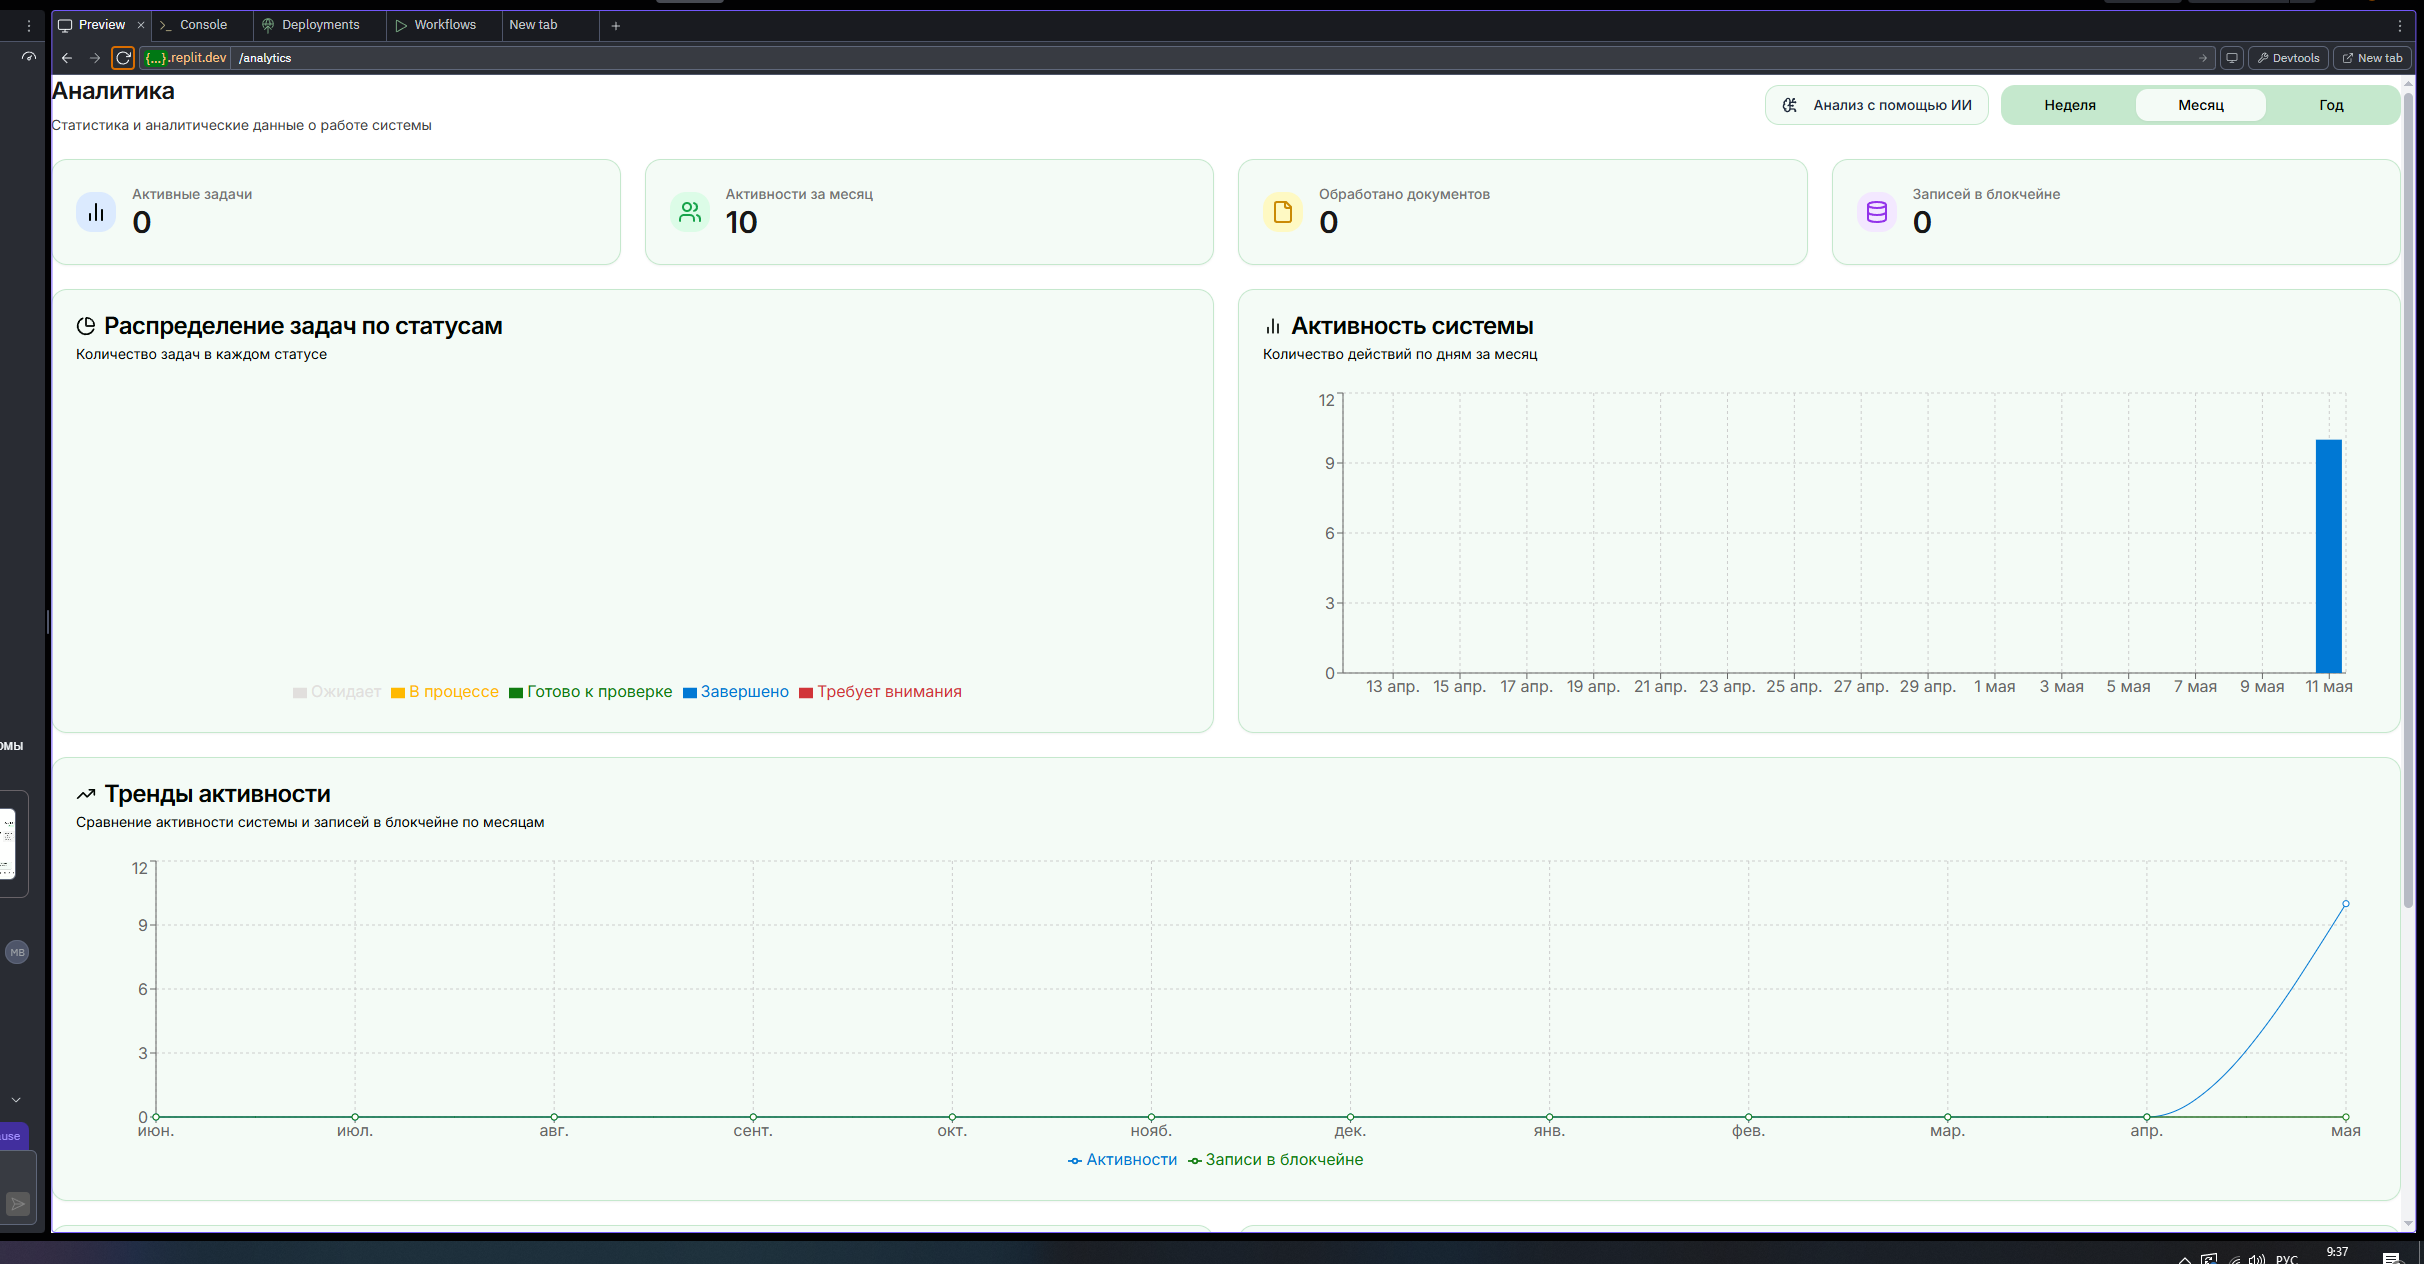 Preview
Console
Deployments
Workflows
New tab
{...}.replit.dev /analytics
Devtools
New tab
Аналитика
Статистика и аналитические данные о работе системы
Анализ с помощью ИИ
Неделя
Месяц
Год
Активные задачи
0
Активности за месяц
10
Обработано документов
0
Записей в блокчейне
0
Распределение задач по статусам
Количество задач в каждом статусе
Ожидает В процессе Готово к проверке Завершено Требует внимания
Активность системы
Количество действий по дням за месяц
12
9
6
3
0
13 апр. 15 апр. 17 апр. 19 апр. 21 апр. 23 апр. 25 апр. 27 апр. 29 апр. 1 мая 3 мая 5 мая 7 мая 9 мая 11 мая
Тренды активности
Сравнение активности системы и записей в блокчейне по месяцам
12
9
6
3
0
июн. июл. авг. сент. окт. нояб. дек. янв. фев. мар. апр. мая
Активности Записи в блокчейне
MB
РУС
9:37